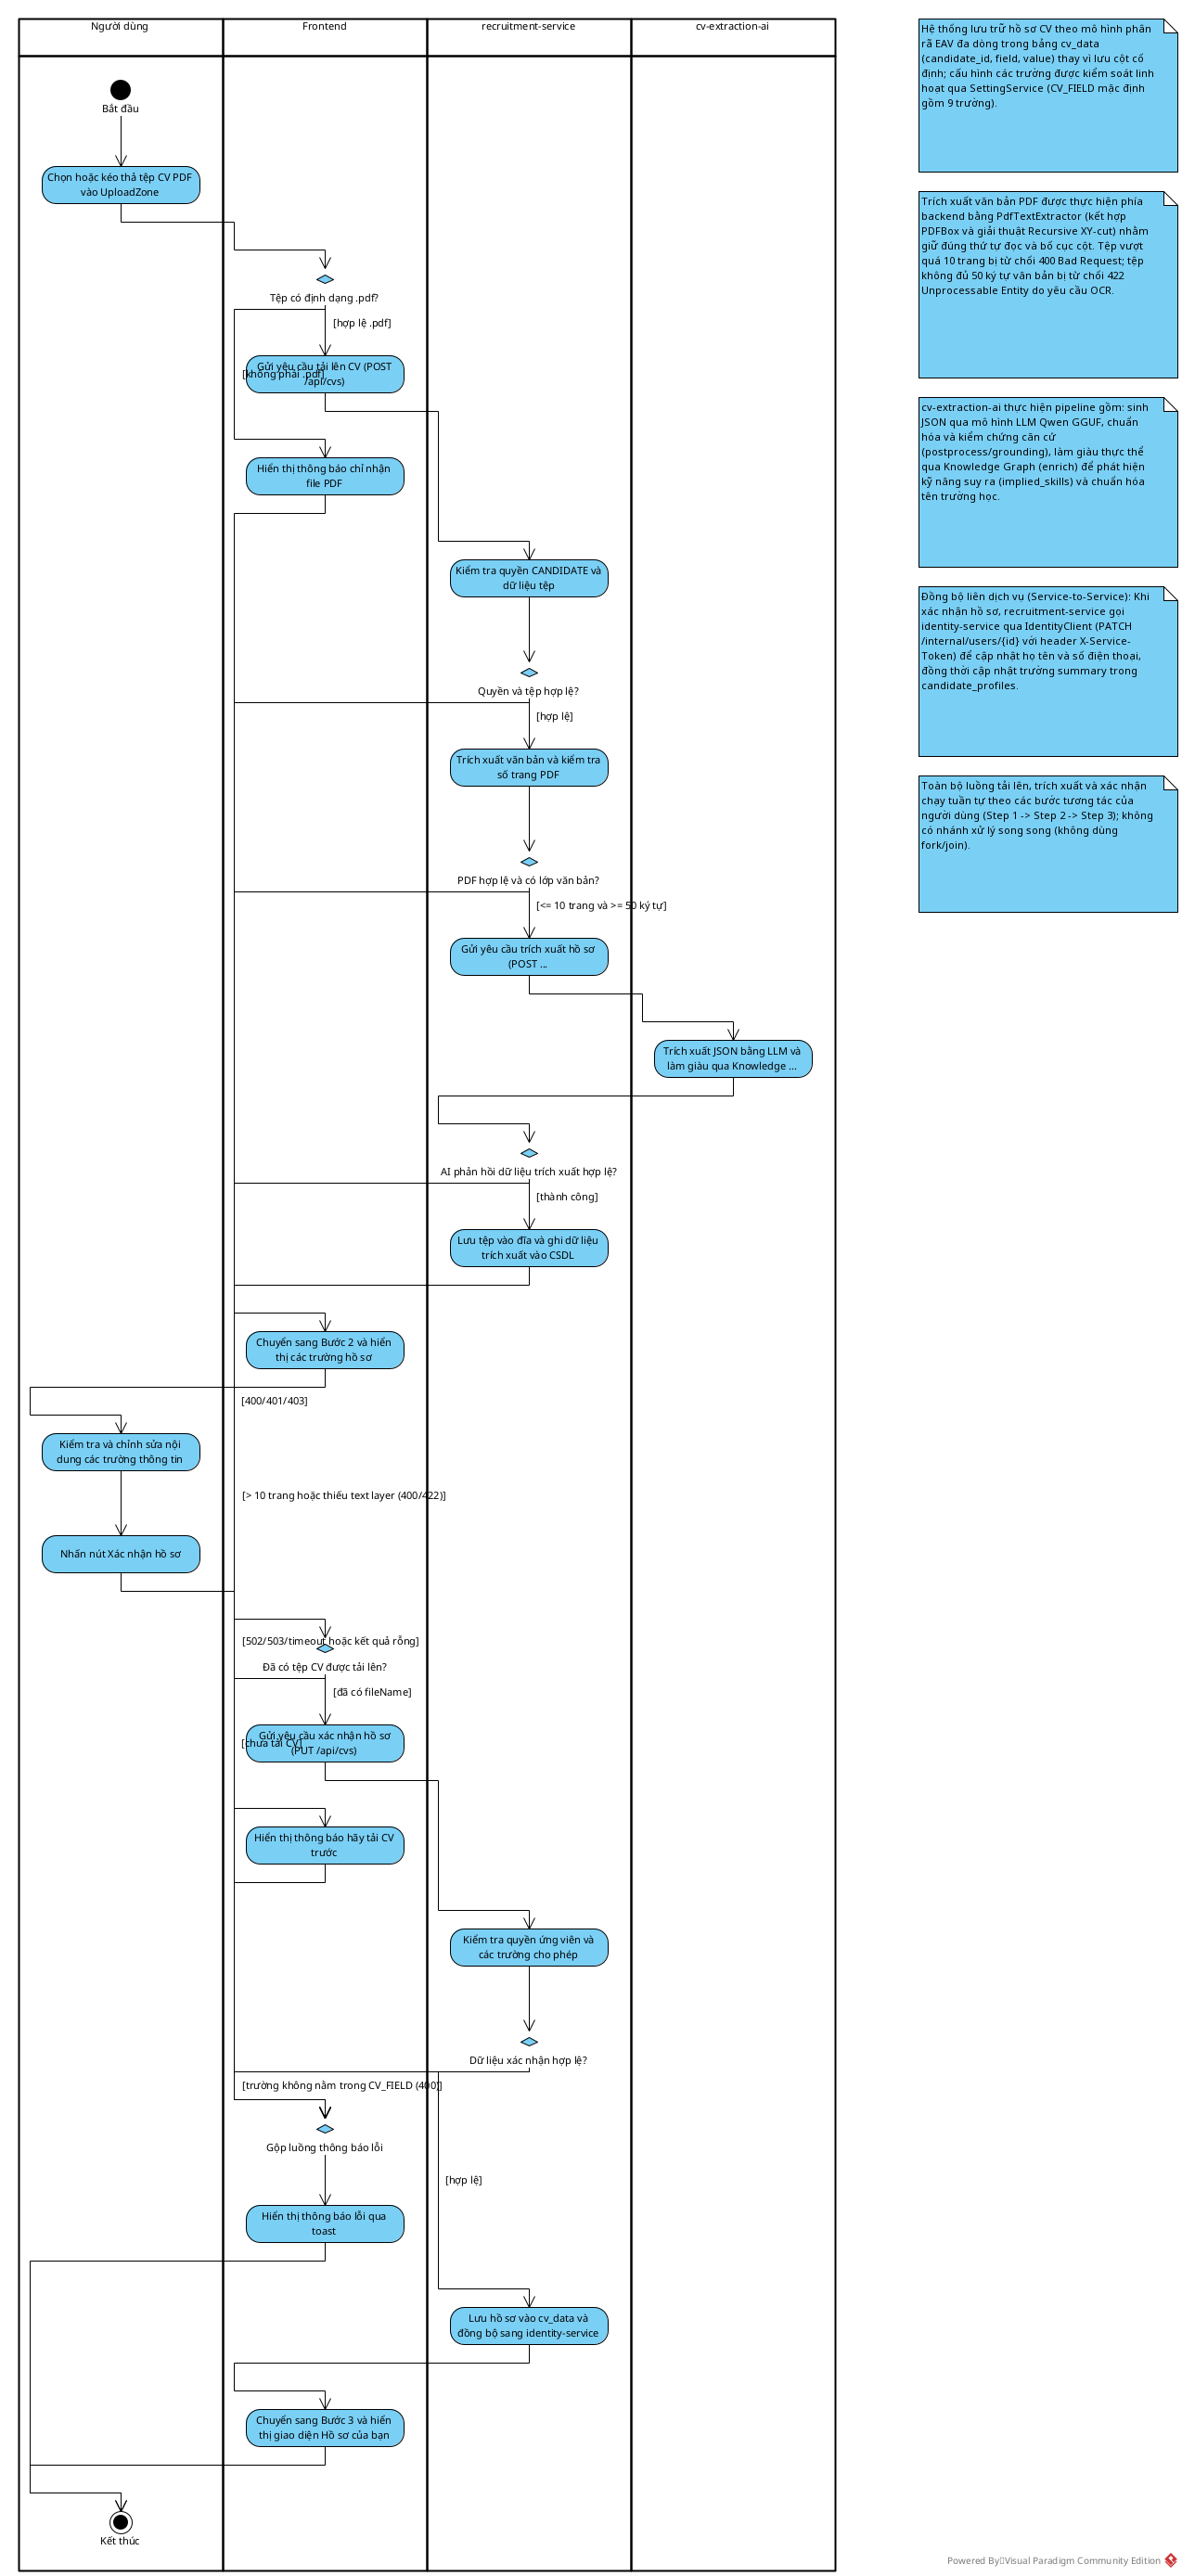 Người dùng
Frontend
recruitment-service
cv-extraction-ai
Bắt đầu
Chọn hoặc kéo thả tệp CV PDF
vào UploadZone
Tệp có định dạng .pdf?
[hợp lệ .pdf]
[không phải .pdf]
Gửi yêu cầu tải lên CV (POST
/api/cvs)
Hiển thị thông báo chỉ nhận
file PDF
Kiểm tra quyền CANDIDATE và
dữ liệu tệp
Quyền và tệp hợp lệ?
[hợp lệ]
Trích xuất văn bản và kiểm tra
số trang PDF
PDF hợp lệ và có lớp văn bản?
[<= 10 trang và >= 50 ký tự]
Gửi yêu cầu trích xuất hồ sơ
(POST ...
Trích xuất JSON bằng LLM và
làm giàu qua Knowledge ...
AI phản hồi dữ liệu trích xuất hợp lệ?
[thành công]
Lưu tệp vào đĩa và ghi dữ liệu
trích xuất vào CSDL
Chuyển sang Bước 2 và hiển
thị các trường hồ sơ
[400/401/403]
Kiểm tra và chỉnh sửa nội
dung các trường thông tin
[> 10 trang hoặc thiếu text layer (400/422)]
Nhấn nút Xác nhận hồ sơ
[502/503/timeout hoặc kết quả rỗng]
Đã có tệp CV được tải lên?
[đã có fileName]
Gửi yêu cầu xác nhận hồ sơ
(PUT /api/cvs)
[chưa tải CV]
Hiển thị thông báo hãy tải CV
trước
Kiểm tra quyền ứng viên và
các trường cho phép
Dữ liệu xác nhận hợp lệ?
[trường không nằm trong CV_FIELD (400)]
Gộp luồng thông báo lỗi
[hợp lệ]
Hiển thị thông báo lỗi qua
toast
Lưu hồ sơ vào cv_data và
đồng bộ sang identity-service
Chuyển sang Bước 3 và hiển
thị giao diện Hồ sơ của bạn
Kết thúc
Hệ thống lưu trữ hồ sơ CV theo mô hình phân
rã EAV đa dòng trong bảng cv_data
(candidate_id, field, value) thay vì lưu cột cố
định; cấu hình các trường được kiểm soát linh
hoạt qua SettingService (CV_FIELD mặc định
gồm 9 trường).
Trích xuất văn bản PDF được thực hiện phía
backend bằng PdfTextExtractor (kết hợp
PDFBox và giải thuật Recursive XY-cut) nhằm
giữ đúng thứ tự đọc và bố cục cột. Tệp vượt
quá 10 trang bị từ chối 400 Bad Request; tệp
không đủ 50 ký tự văn bản bị từ chối 422
Unprocessable Entity do yêu cầu OCR.
cv-extraction-ai thực hiện pipeline gồm: sinh
JSON qua mô hình LLM Qwen GGUF, chuẩn
hóa và kiểm chứng căn cứ
(postprocess/grounding), làm giàu thực thể
qua Knowledge Graph (enrich) để phát hiện
kỹ năng suy ra (implied_skills) và chuẩn hóa
tên trường học.
Đồng bộ liên dịch vụ (Service-to-Service): Khi
xác nhận hồ sơ, recruitment-service gọi
identity-service qua IdentityClient (PATCH
/internal/users/{id} với header X-Service-
Token) để cập nhật họ tên và số điện thoại,
đồng thời cập nhật trường summary trong
candidate_profiles.
Toàn bộ luồng tải lên, trích xuất và xác nhận
chạy tuần tự theo các bước tương tác của
người dùng (Step 1 -> Step 2 -> Step 3); không
có nhánh xử lý song song (không dùng
fork/join).
Powered By Visual Paradigm Community Edition